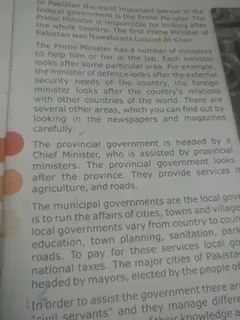 In Pakistan the most important person in the
federal government is the Prime Minister. The
Prime Minister is responsible for looking after
the whole country. The first Prime Minister of
Pakistan was Nawabzada Liaquat Ali Khan.
The Prime Minister has a number of ministers
to help him or her in the job. Each minister
looks after some particular area. For example,
the minister of defence looks after the external
security needs of the country, the foreign
minister looks after the country's relations
with other countries of the world. There are
several other areas, which you can find out by
looking in the newspapers and magazines
carefully.
The provincial government is headed by a
Chief Minister, who is assisted by provincial
ministers. The provincial government looks
after the province. They provide services i
agriculture, and roads.
The municipal governments are the local gove
is to run the affairs of cities, towns and village
local governments vary from country to count
education, town planning, sanitation, park
roads. To pay for these services local go
national taxes. The major cities of Pakistan
headed by mayors, elected by the people of
In order to assist the government there are
"civil servants" and they manage differe
knowledge a